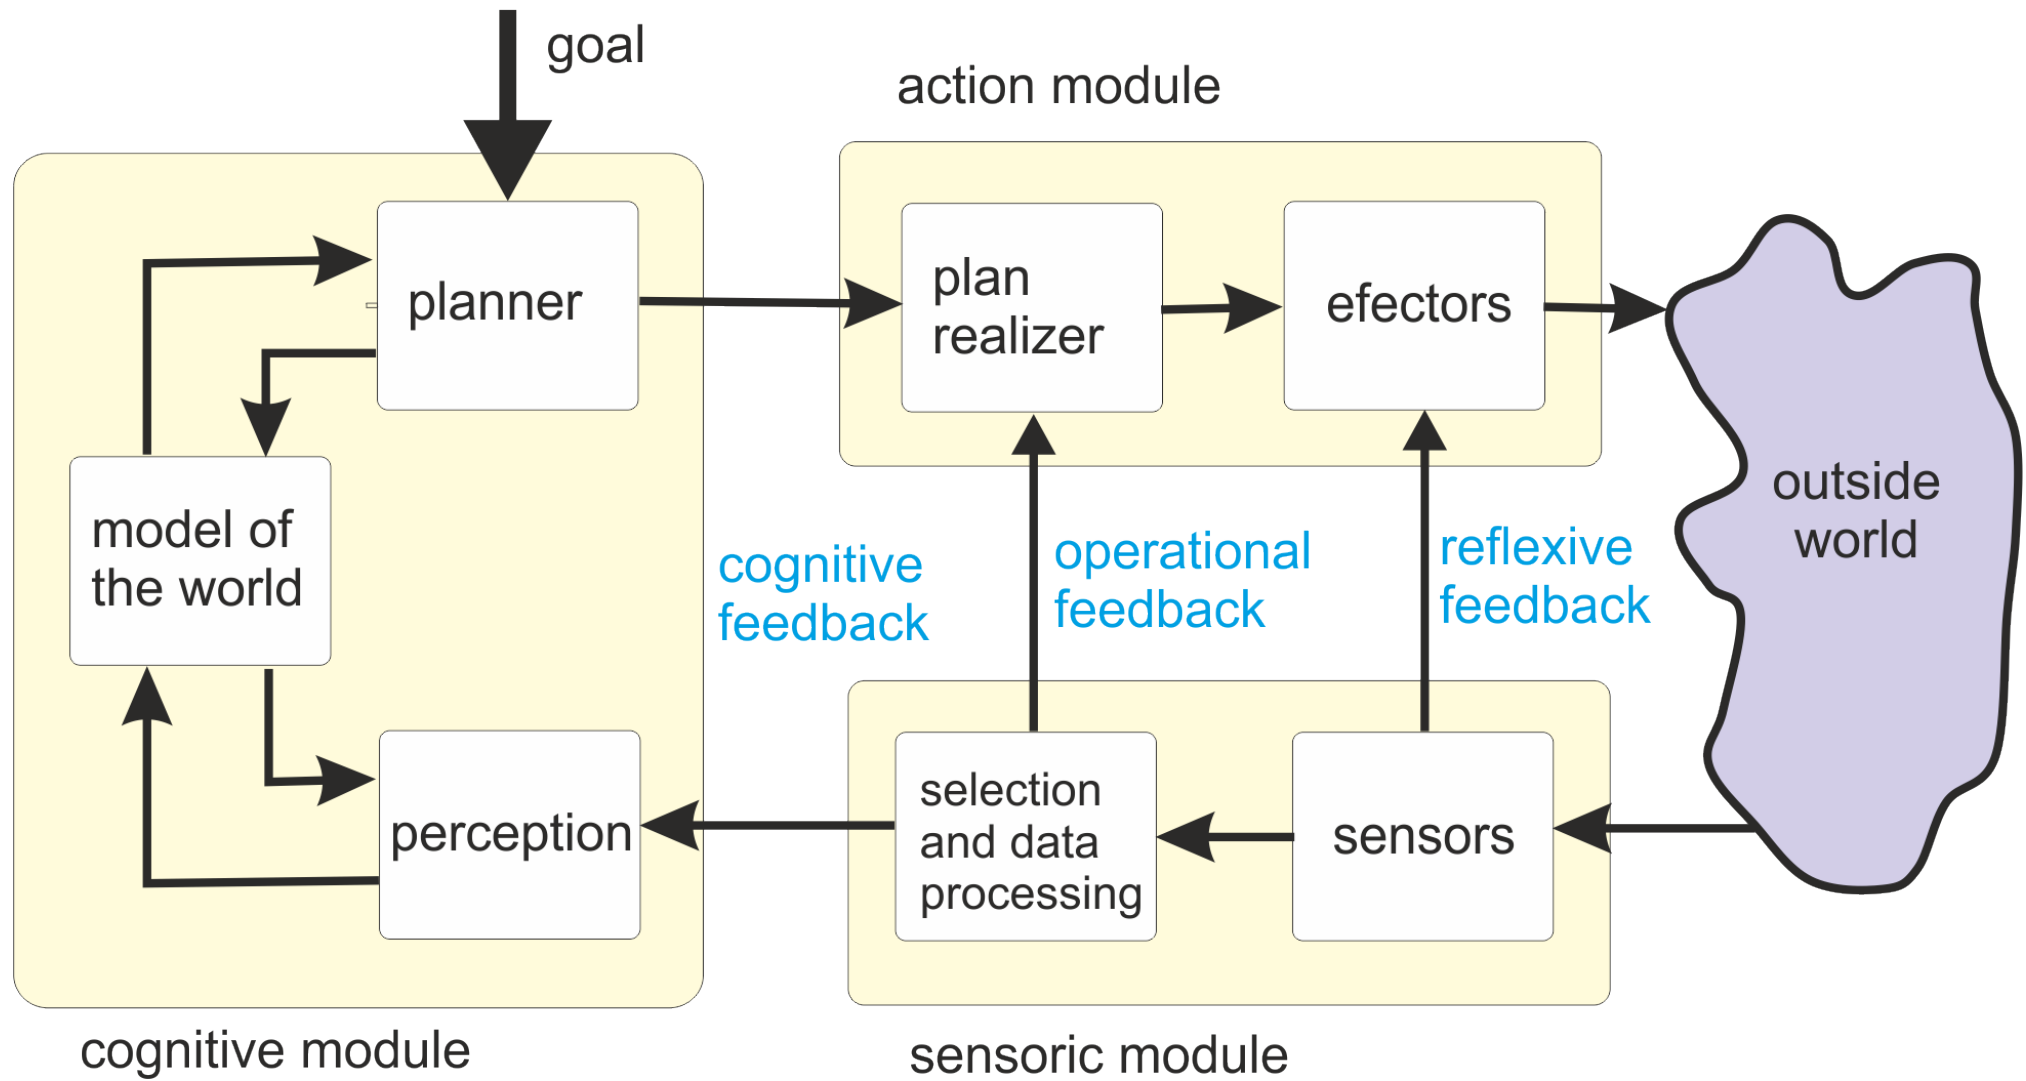 goal
action module
planner
plan
realizer
efectors
model of
the world
cognitive
feedback
operational
feedback
reflexive
feedback
outside
world
perception
selection
and data
processing
sensors
cognitive module
sensoric module